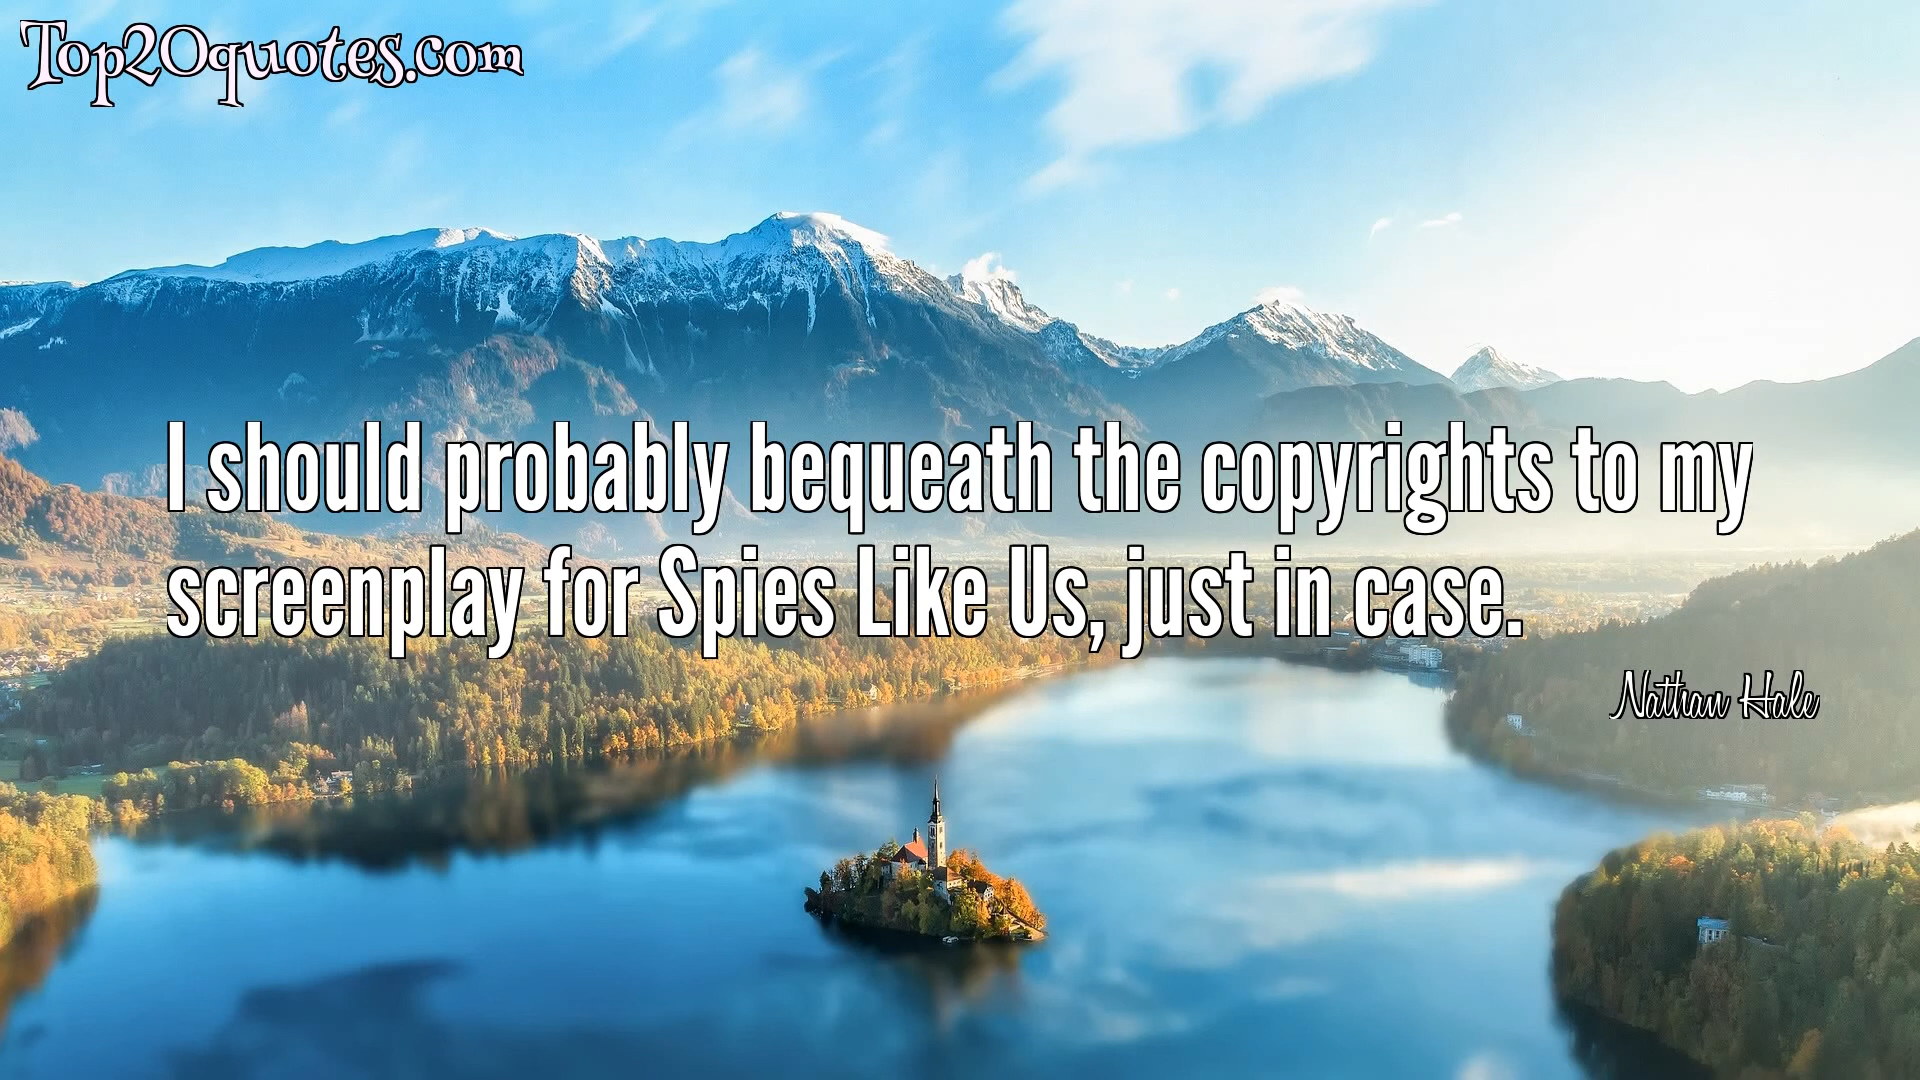 Top20quotes.com
I should probably bequeath the copyrights to my
screenplay for Spies Like Us, just in case.
Nathan Hale